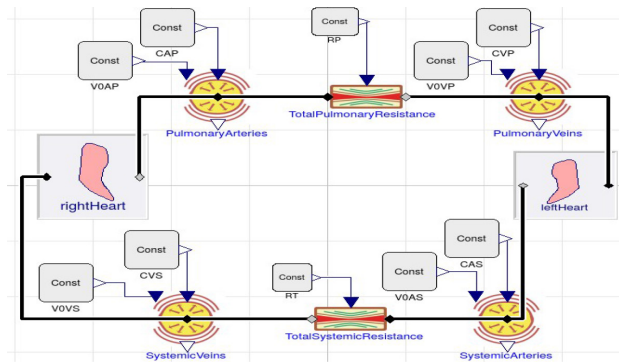 Const
CAP
Const
V0AP
Const
RP
Const
CVP
Const
V0VP
TotalPulmonaryResistance
PulmonaryArteries
PulmonaryVeins
rightHeart
leftHeart
Const
CVS
Const
V0VS
Const
RT
Const
CAS
Const
V0AS
TotalSystemicResistance
SystemicVeins
SystemicArteries